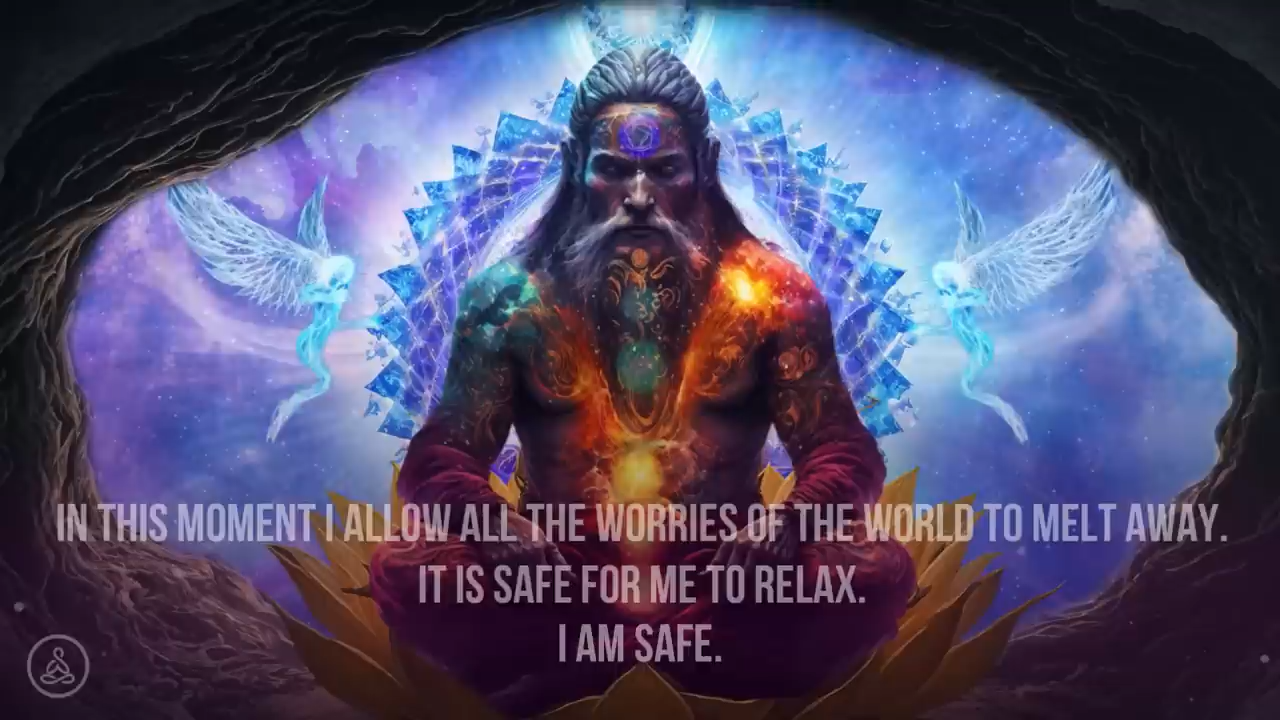 IN THIS MOMENT I ALLOW ALL THE WORRIES OF THE WORLD TO MELT AWAY.
IT IS SAFE FOR ME TO RELAX.
I AM SAFE.